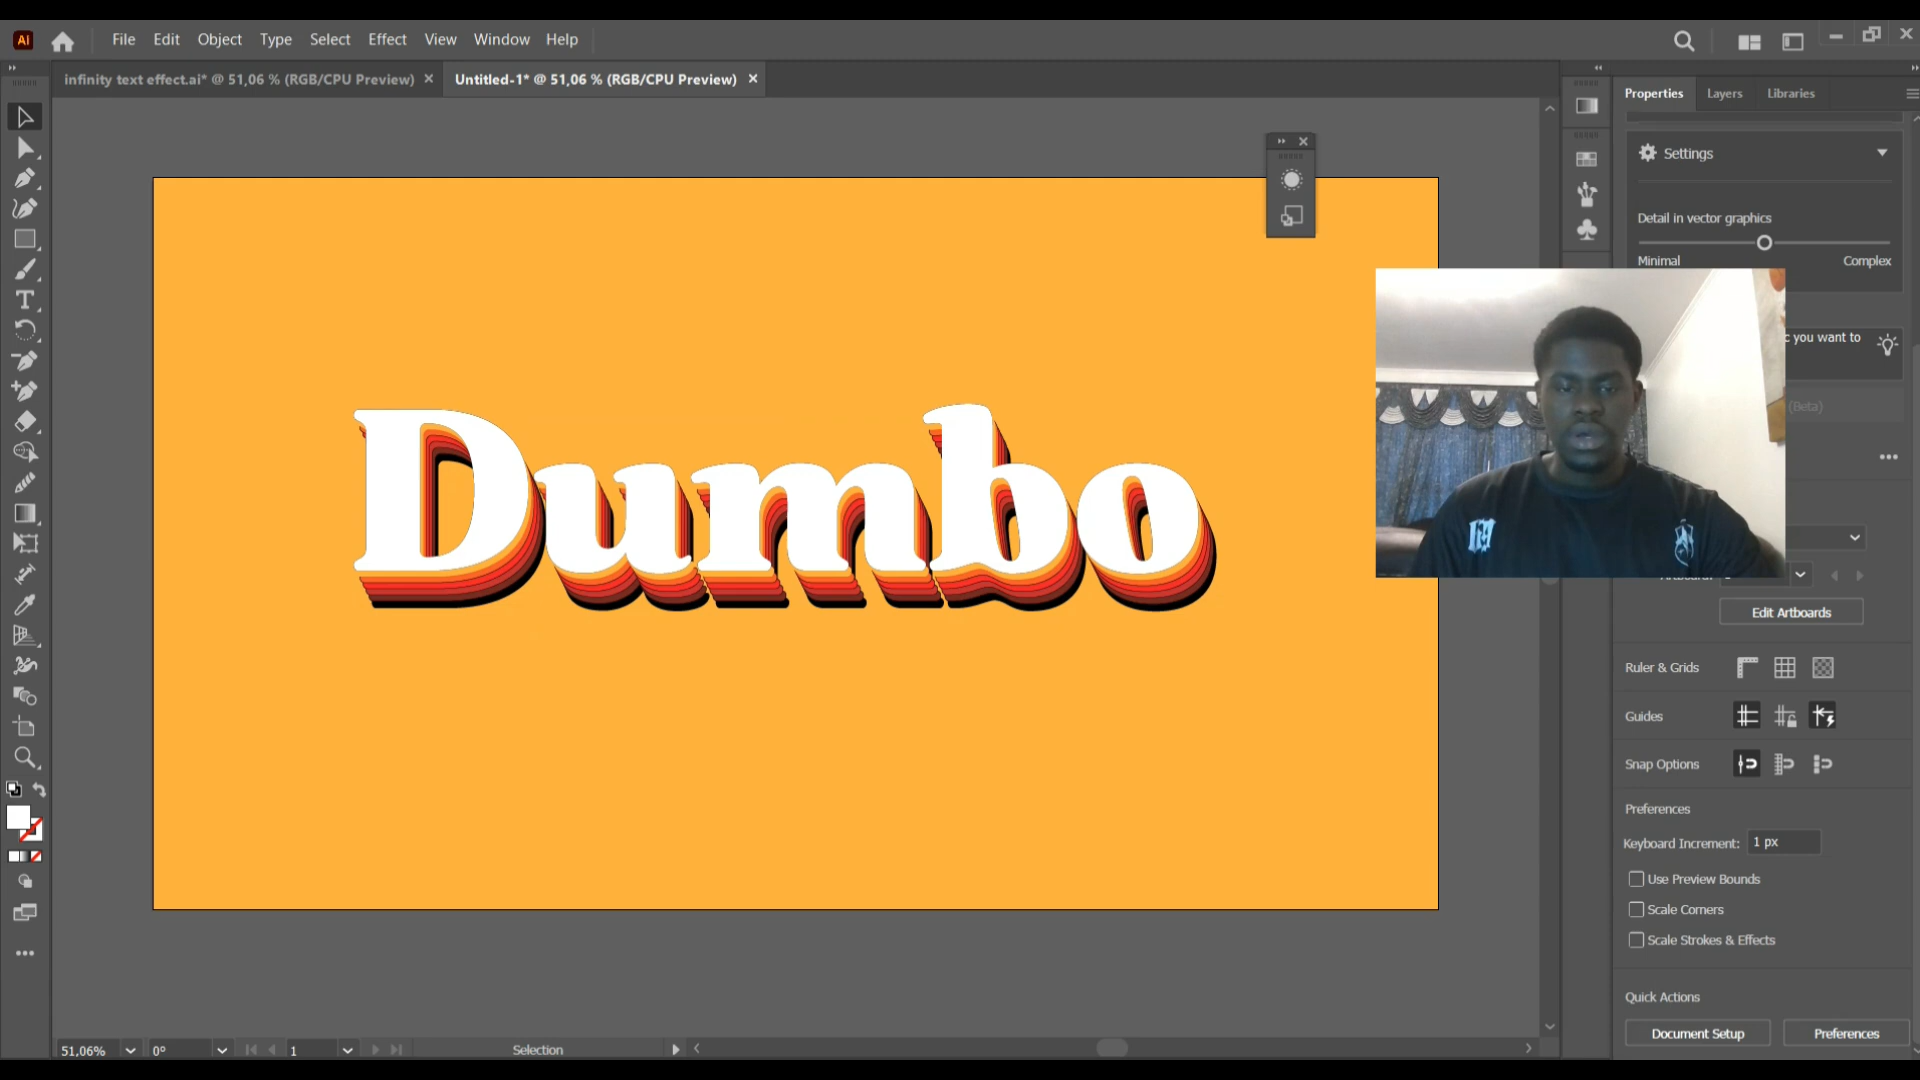 Ai File Edit Object Type Select Effect View Window Help
infinity text effect.ai* @ 51,06 % (RGB/CPU Preview) Untitled-1* @ 51,06 % (RGB/CPU Preview)
Properties Layers Libraries
Settings
Detail in vector graphics
Minimal Complex
you want to
(Beta)
Dumbo
Edit Artboards
Ruler & Grids
Guides
Snap Options
Preferences
Keyboard Increment: 1 px
Use Preview Bounds
Scale Corners
Scale Strokes & Effects
Quick Actions
Document Setup Preferences
51,06% 0° 1 Selection